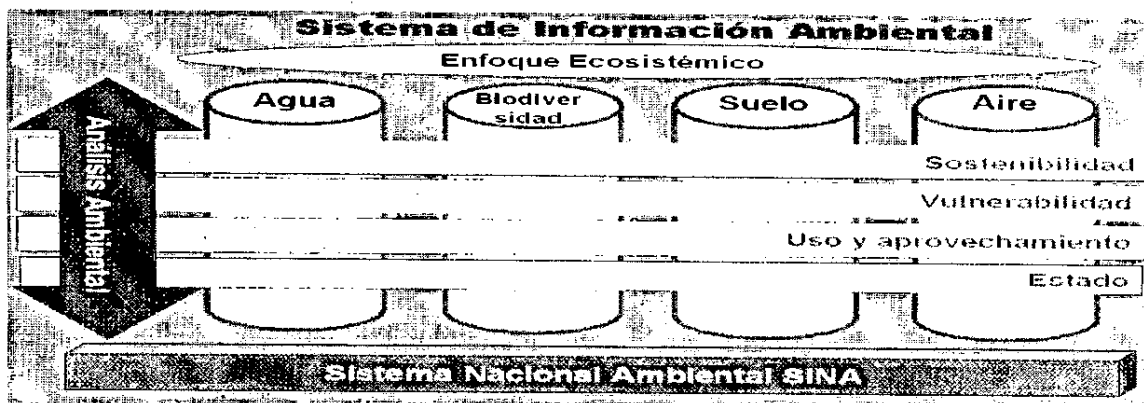 Sistema de Información Ambiental
Enfoque Ecosistémico
Agua
Biodiver
sidad
Suelo
Aire
Análisis Ambiental
Sostenibilidad
Vulnerabilidad
Uso y aprovechamiento
Estado
Sistema Nacional Ambiental SINA